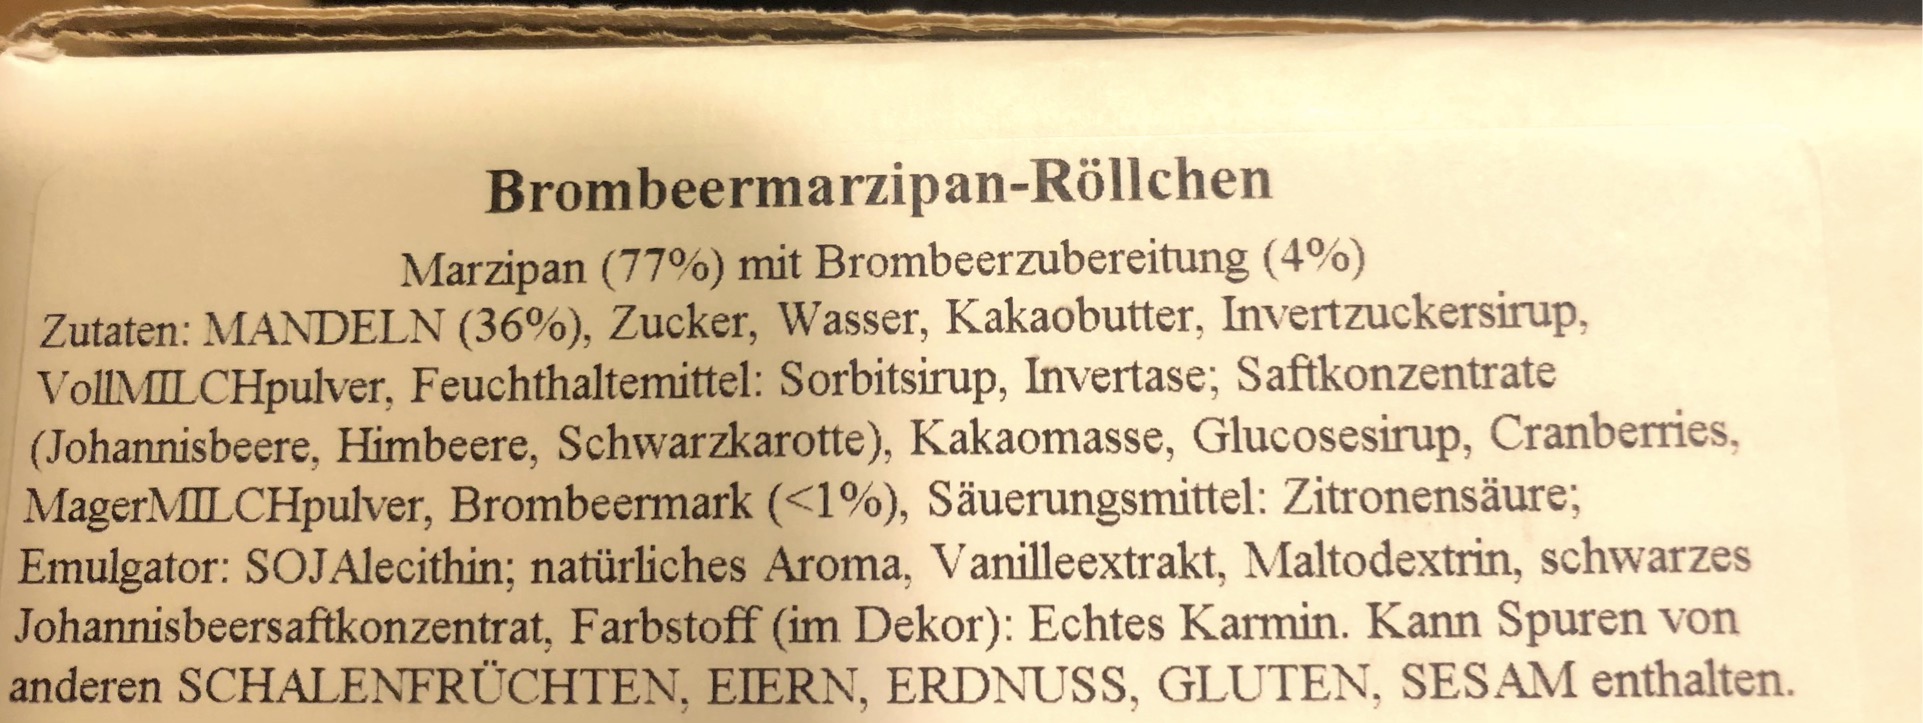 Brombeermarzipan-Röllchen
Marzipan (77%) mit Brombeerzubereitung (4%)
Zutaten: MANDELN (36%), Zucker, Wasser, Kakaobutter, Invertzuckersirup,
VollMILCHpulver, Feuchthaltemittel: Sorbitsirup, Invertase; Saftkonzentrate
(Johannisbeere, Himbeere, Schwarzkarotte), Kakaomasse, Glucosesirup, Cranberries,
MagerMILCHpulver, Brombeermark (<1%), Säuerungsmittel: Zitronensäure;
Emulgator: SOJAlecithin; natürliches Aroma, Vanilleextrakt, Maltodextrin, schwarzes
Johannisbeersaftkonzentrat, Farbstoff (im Dekor): Echtes Karmin. Kann Spuren von
anderen SCHALENFRÜCHTEN, EIERN, ERDNUSS, GLUTEN, SESAM enthalten.